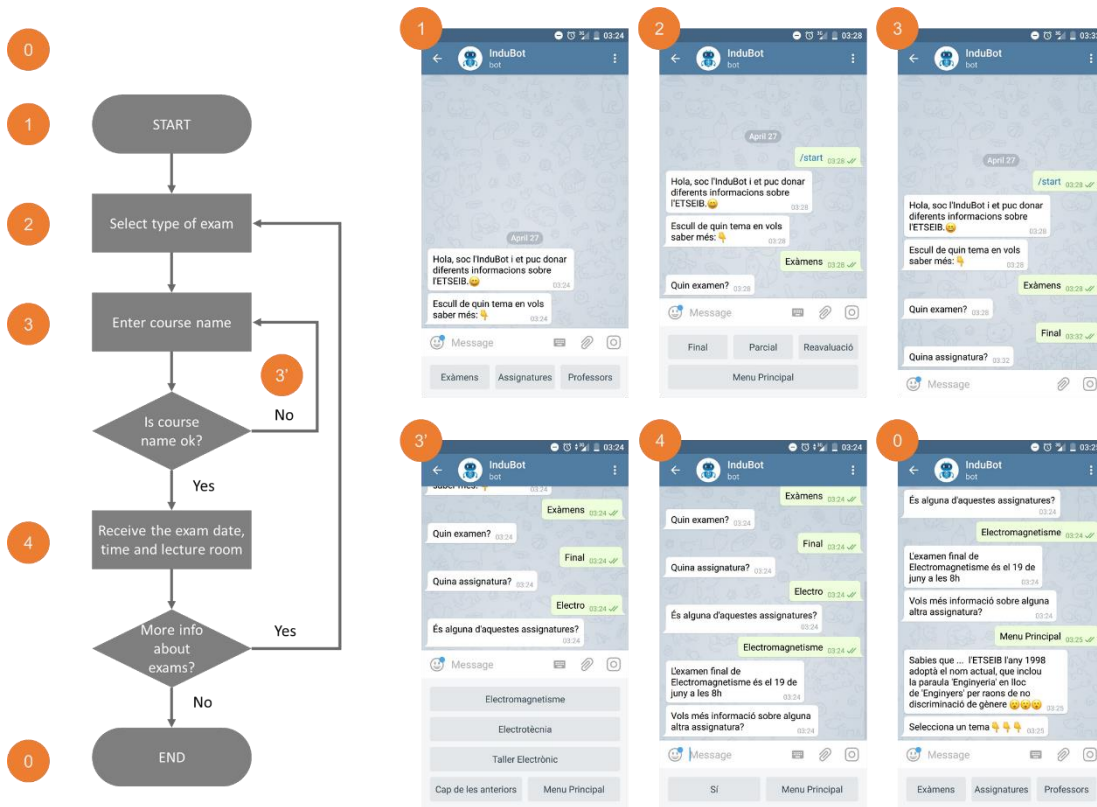 0
1
START
2
Select type of exam
3
Enter course name
3'
Is course
name ok?
No
Yes
4
Receive the exam date,
time and lecture room
More info
about
exams?
Yes
No
0
END
1
03:24
InduBot
bot
April 27
Hola, soc l'InduBot i et puc donar
diferents informacions sobre
l'ETSEIB.😄
03:24
Escull de quin tema en vols
saber més:👇
03:24
Message
Exàmens
Assignatures
Professors
2
03:28
InduBot
bot
April 27
/start 03:28
Hola, soc l'InduBot i et puc donar
diferents informacions sobre
l'ETSEIB.😄
03:28
Escull de quin tema en vols
saber més:👇
03:28
Exàmens 03:28
Quin examen? 03:28
Message
Final
Parcial
Reavaluació
Menu Principal
3
InduBot
bot
April 27
/start 03:28
Hola, soc l'InduBot i et puc donar
diferents informacions sobre
l'ETSEIB.😄
03:28
Escull de quin tema en vols
saber més:👇
03:28
Exàmens 03:28
Quin examen? 03:28
Final 03:32
Quina assignatura? 03:32
Message
3'
03:24
InduBot
bot
saber més:👇
03:24
Exàmens 03:24
Quin examen? 03:24
Final 03:24
Quina assignatura? 03:24
Electro 03:24
És alguna d'aquestes assignatures?
03:24
Message
Electromagnetisme
Electrotècnia
Taller Electrònic
Cap de les anteriors
Menu Principal
4
03:24
InduBot
bot
Exàmens 03:24
Quin examen? 03:24
Final 03:24
Quina assignatura? 03:24
Electro 03:24
És alguna d'aquestes assignatures?
03:24
Electromagnetisme 03:24
L'examen final de
Electromagnetisme és el 19 de
juny a les 8h
03:24
Vols més informació sobre alguna
altra assignatura?
03:24
Message
Sí
Menu Principal
0
03:25
InduBot
bot
És alguna d'aquestes assignatures?
03:24
Electromagnetisme 03:24
L'examen final de
Electromagnetisme és el 19 de
juny a les 8h
03:24
Vols més informació sobre alguna
altra assignatura?
03:24
Menu Principal 03:25
Sabies que ... l'ETSEIB l'any 1998
adoptà el nom actual, que inclou
la paraula 'Enginyeria' en lloc
de 'Enginyers' per raons de no
discriminació de gènere 😮😮😮 03:25
Selecciona un tema 👇👇👇 03:25
Message
Exàmens
Assignatures
Professors